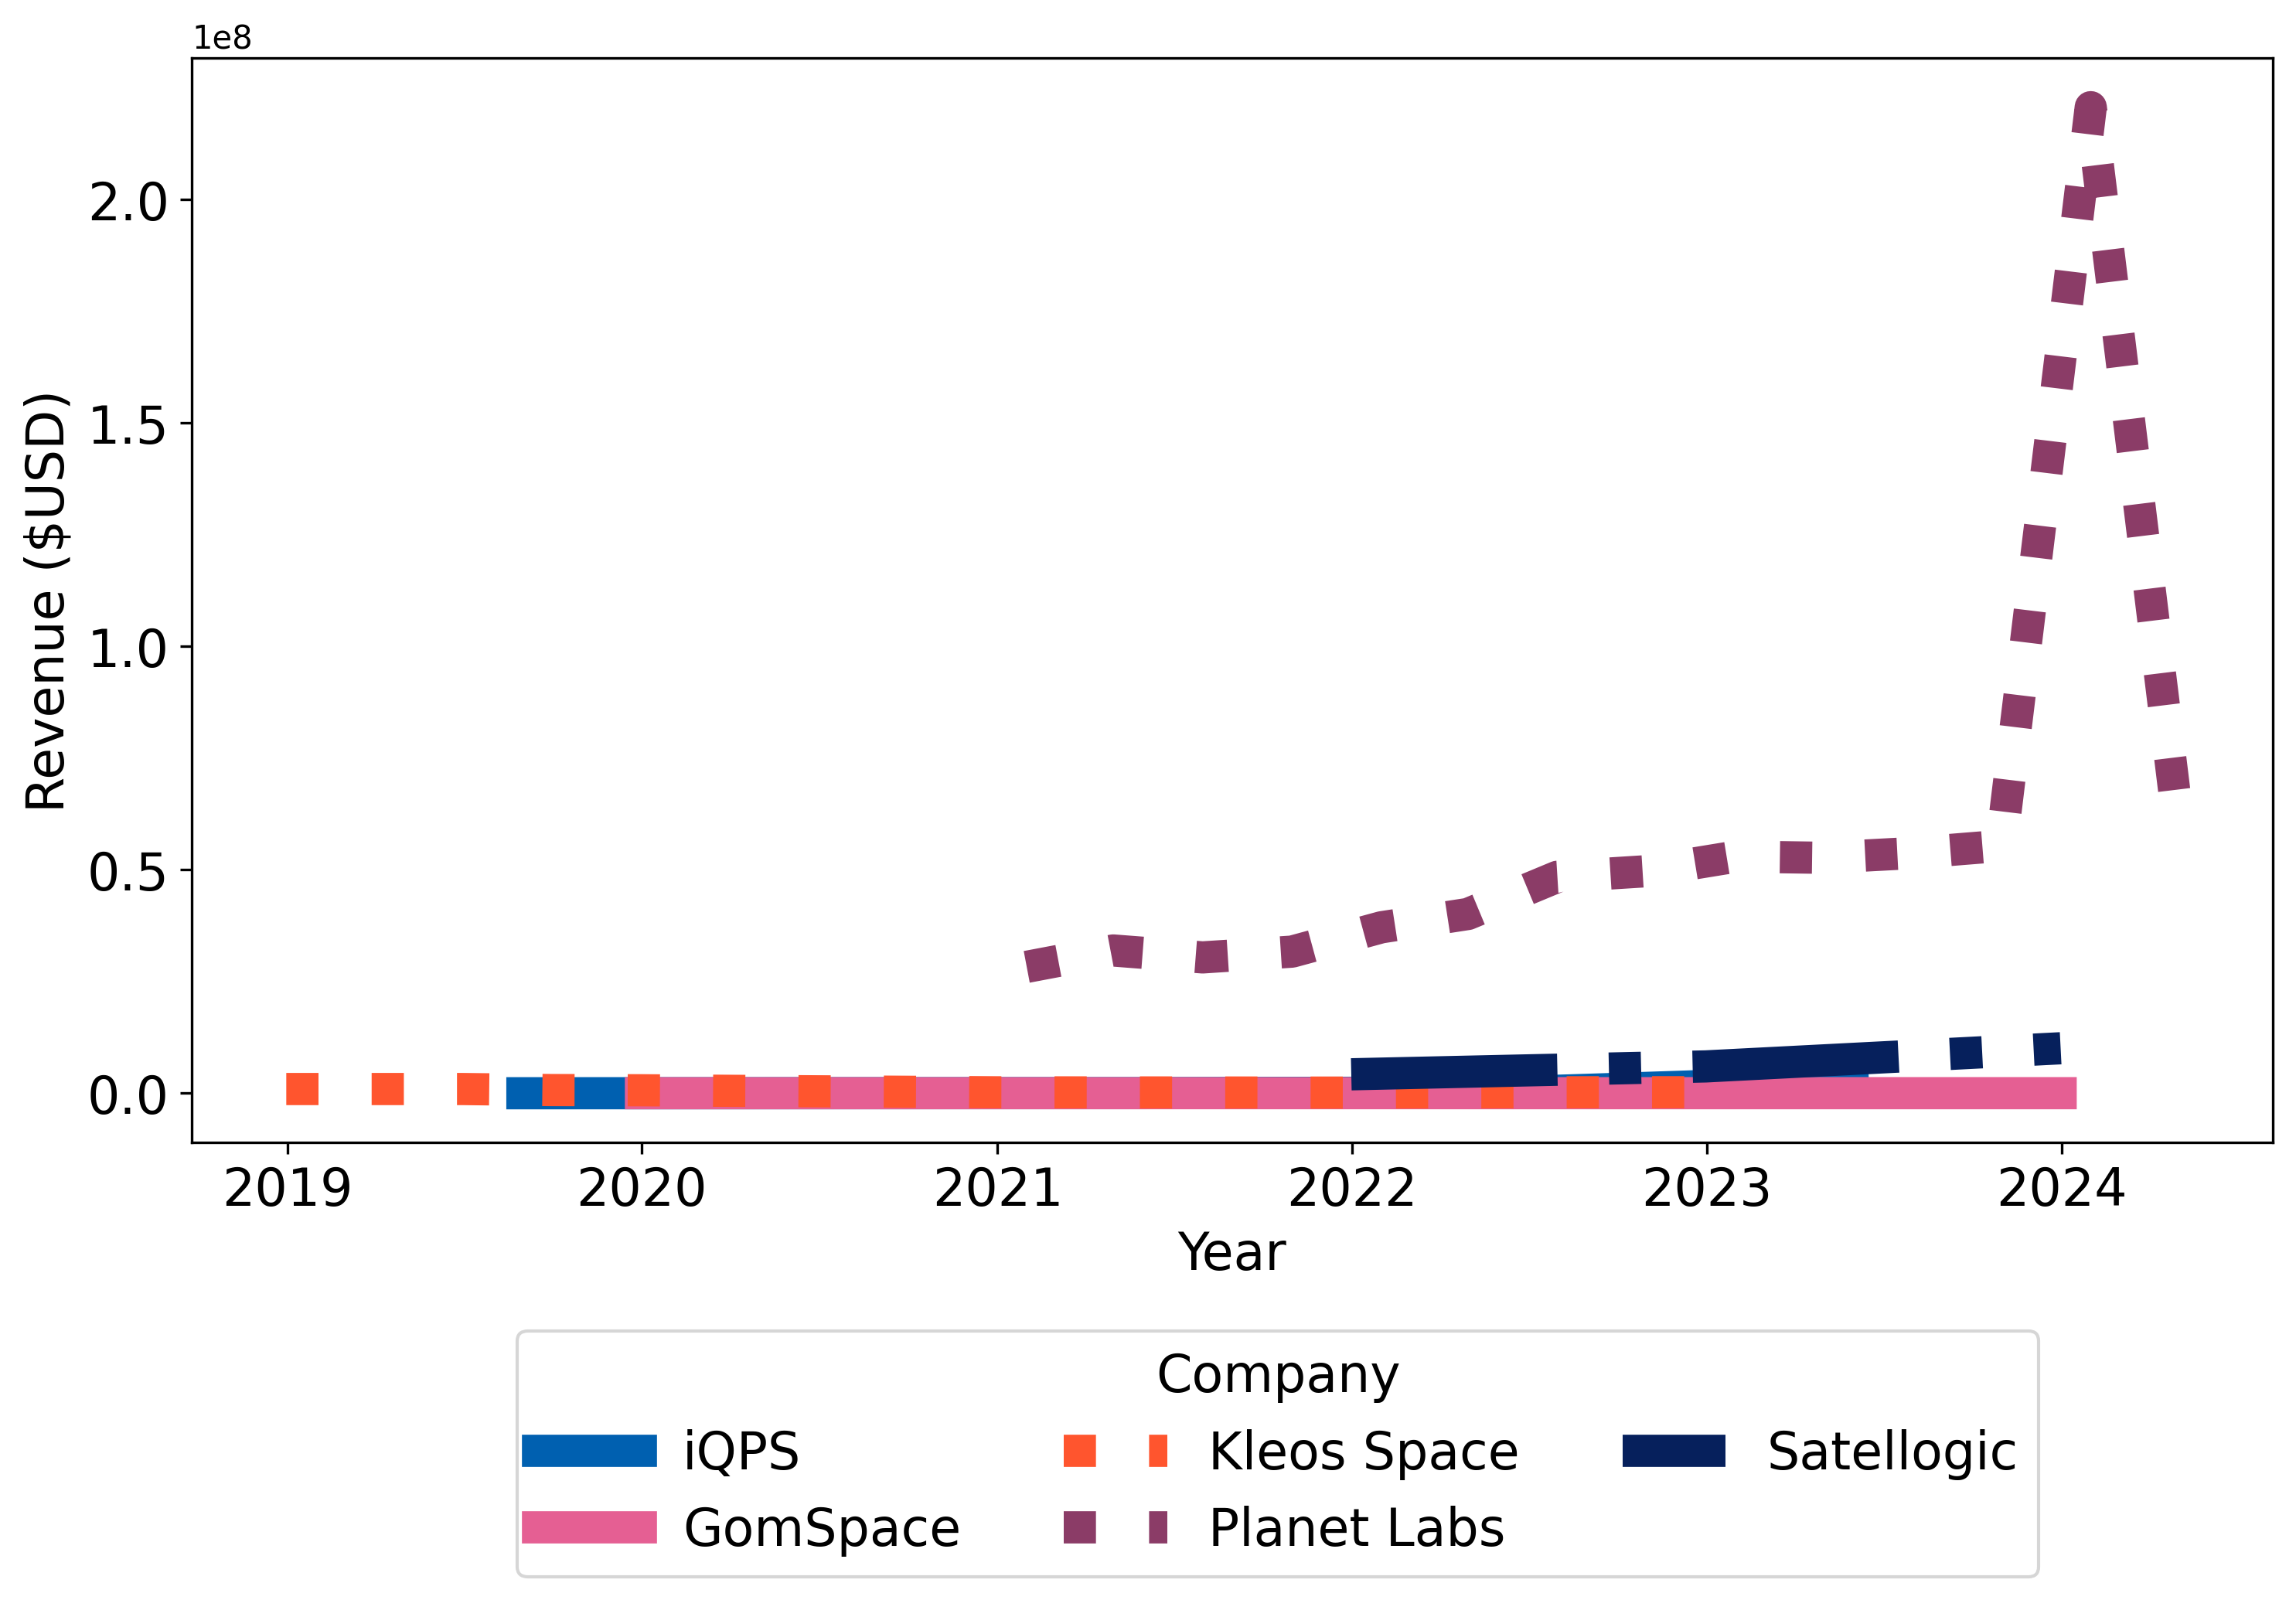 1e8
2.0
1.5
1.0
0.5
0.0
Revenue ($USD)
2019 2020 2021 2022 2023 2024
Year
Company
iQPS Kleos Space Satellogic
GomSpace Planet Labs